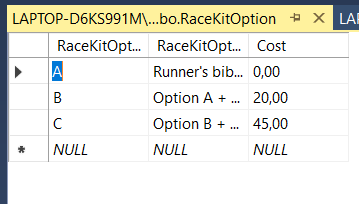 LAPTOP-D6KS991M\...bo.RaceKitOption LAP
RaceKitOpt... RaceKitOpt... Cost
A Runner's bib... 0,00
B Option A + ... 20,00
C Option B + ... 45,00
NULL NULL NULL